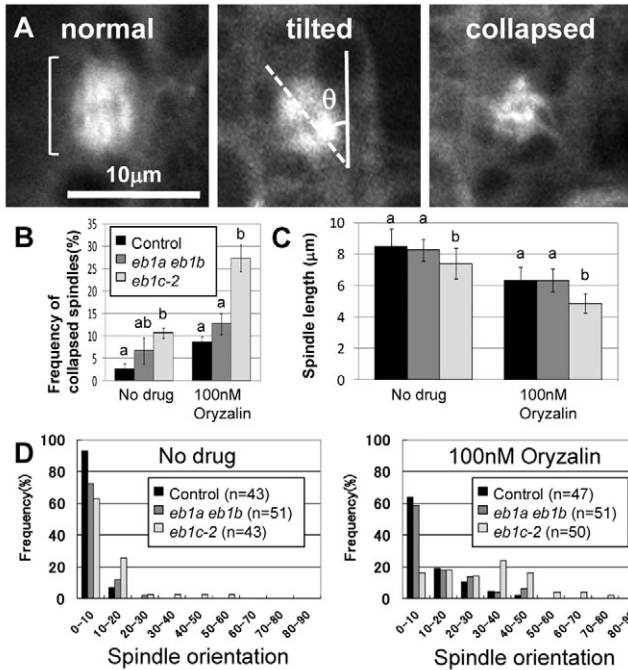 A
normal
tilted
collapsed
θ
10μm
B
Frequency of
collapsed spindles(%)
35
30
25
20
15
10
5
0
Control
eb1a eb1b
eb1c-2
a
ab
b
a
a
b
No drug
100nM
Oryzalin
C
Spindle length (μm)
10
8
6
4
2
0
a
a
b
a
a
b
No drug
100nM
Oryzalin
D
Frequency(%)
100
80
60
40
20
0
No drug
Control (n=43)
eb1a eb1b (n=51)
eb1c-2 (n=43)
0~10
10~20
20~30
30~40
40~50
50~60
60~70
70~80
80~90
Spindle orientation
Frequency(%)
100
80
60
40
20
0
100nM Oryzalin
Control (n=47)
eb1a eb1b (n=51)
eb1c-2 (n=50)
0~10
10~20
20~30
30~40
40~50
50~60
60~70
70~80
80~90
Spindle orientation